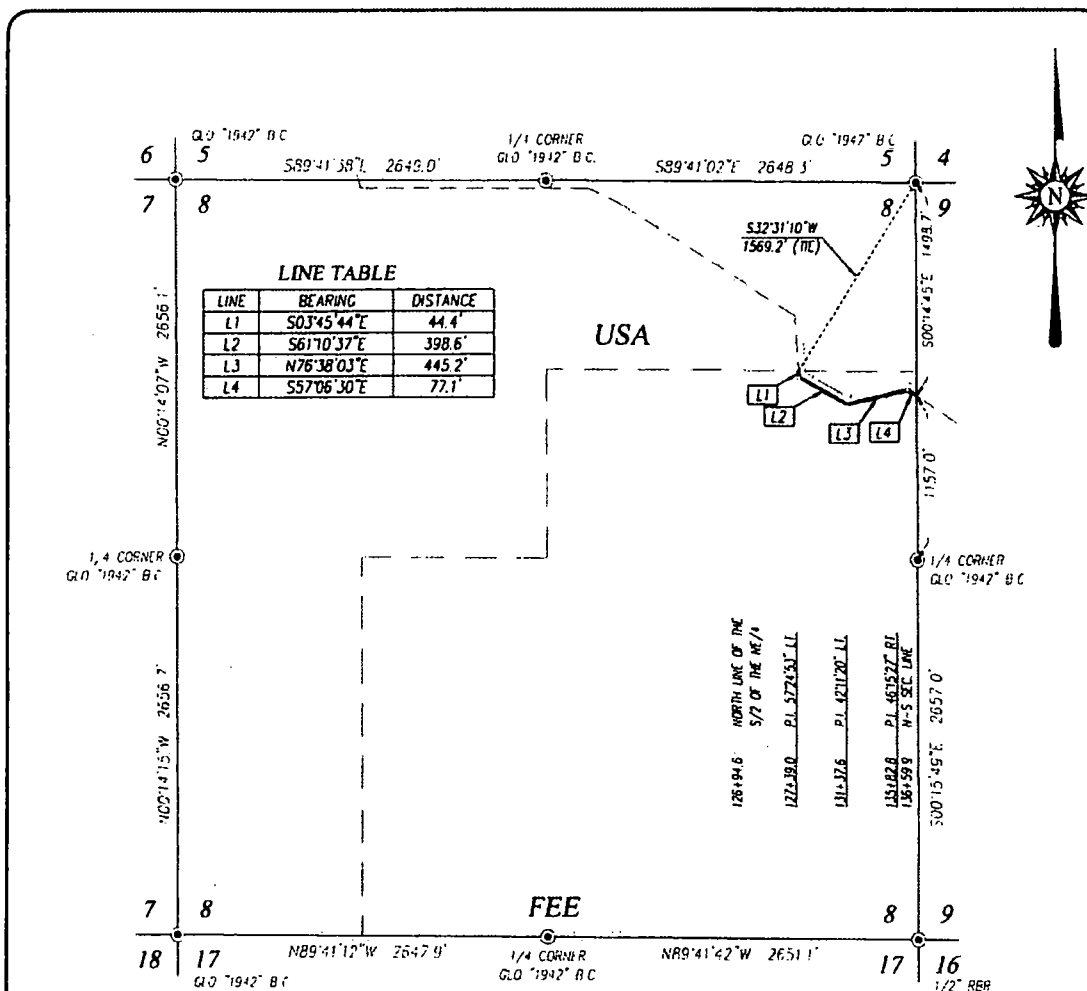 GLO "1942" B.C.
1/4 CORNER
GLO "1942" B.C.
GLO "1942" B.C.
6 5
5 4
S89°41'38"E 2649.0'
S89°41'02"E 2648.3'
7 8
8 9
N
S32°31'10"W
1569.2' (TIE)
S00°14'45"E 1498.7'
LINE TABLE
LINE BEARING DISTANCE
L1 S03°45'44"E 44.4'
L2 S61°10'37"E 398.6'
L3 N76°38'03"E 445.2'
L4 S57°06'30"E 77.1'
N00°14'07"W 2656.1'
USA
L1
L2
L3
L4
1157.0'
1/4 CORNER
GLO "1942" B.C.
1/4 CORNER
GLO "1942" B.C.
126+94.6 NORTH LINE OF THE
S/2 OF THE NE/4
127+39.0 P.I. 57°24'53" LT.
131+37.6 P.I. 42°11'20" LT.
135+82.8 P.I. 46°15'27" RT.
136+59.9 N-S SEC. LINE
N00°14'15"W 2656.7'
S00°15'49"E 2657.0'
7 8
FEE
8 9
N89°41'12"W 2647.9'
1/4 CORNER
GLO "1942" B.C.
N89°41'42"W 2651.1'
18 17
GLO "1942" B.C.
17 16
1/2" RBR